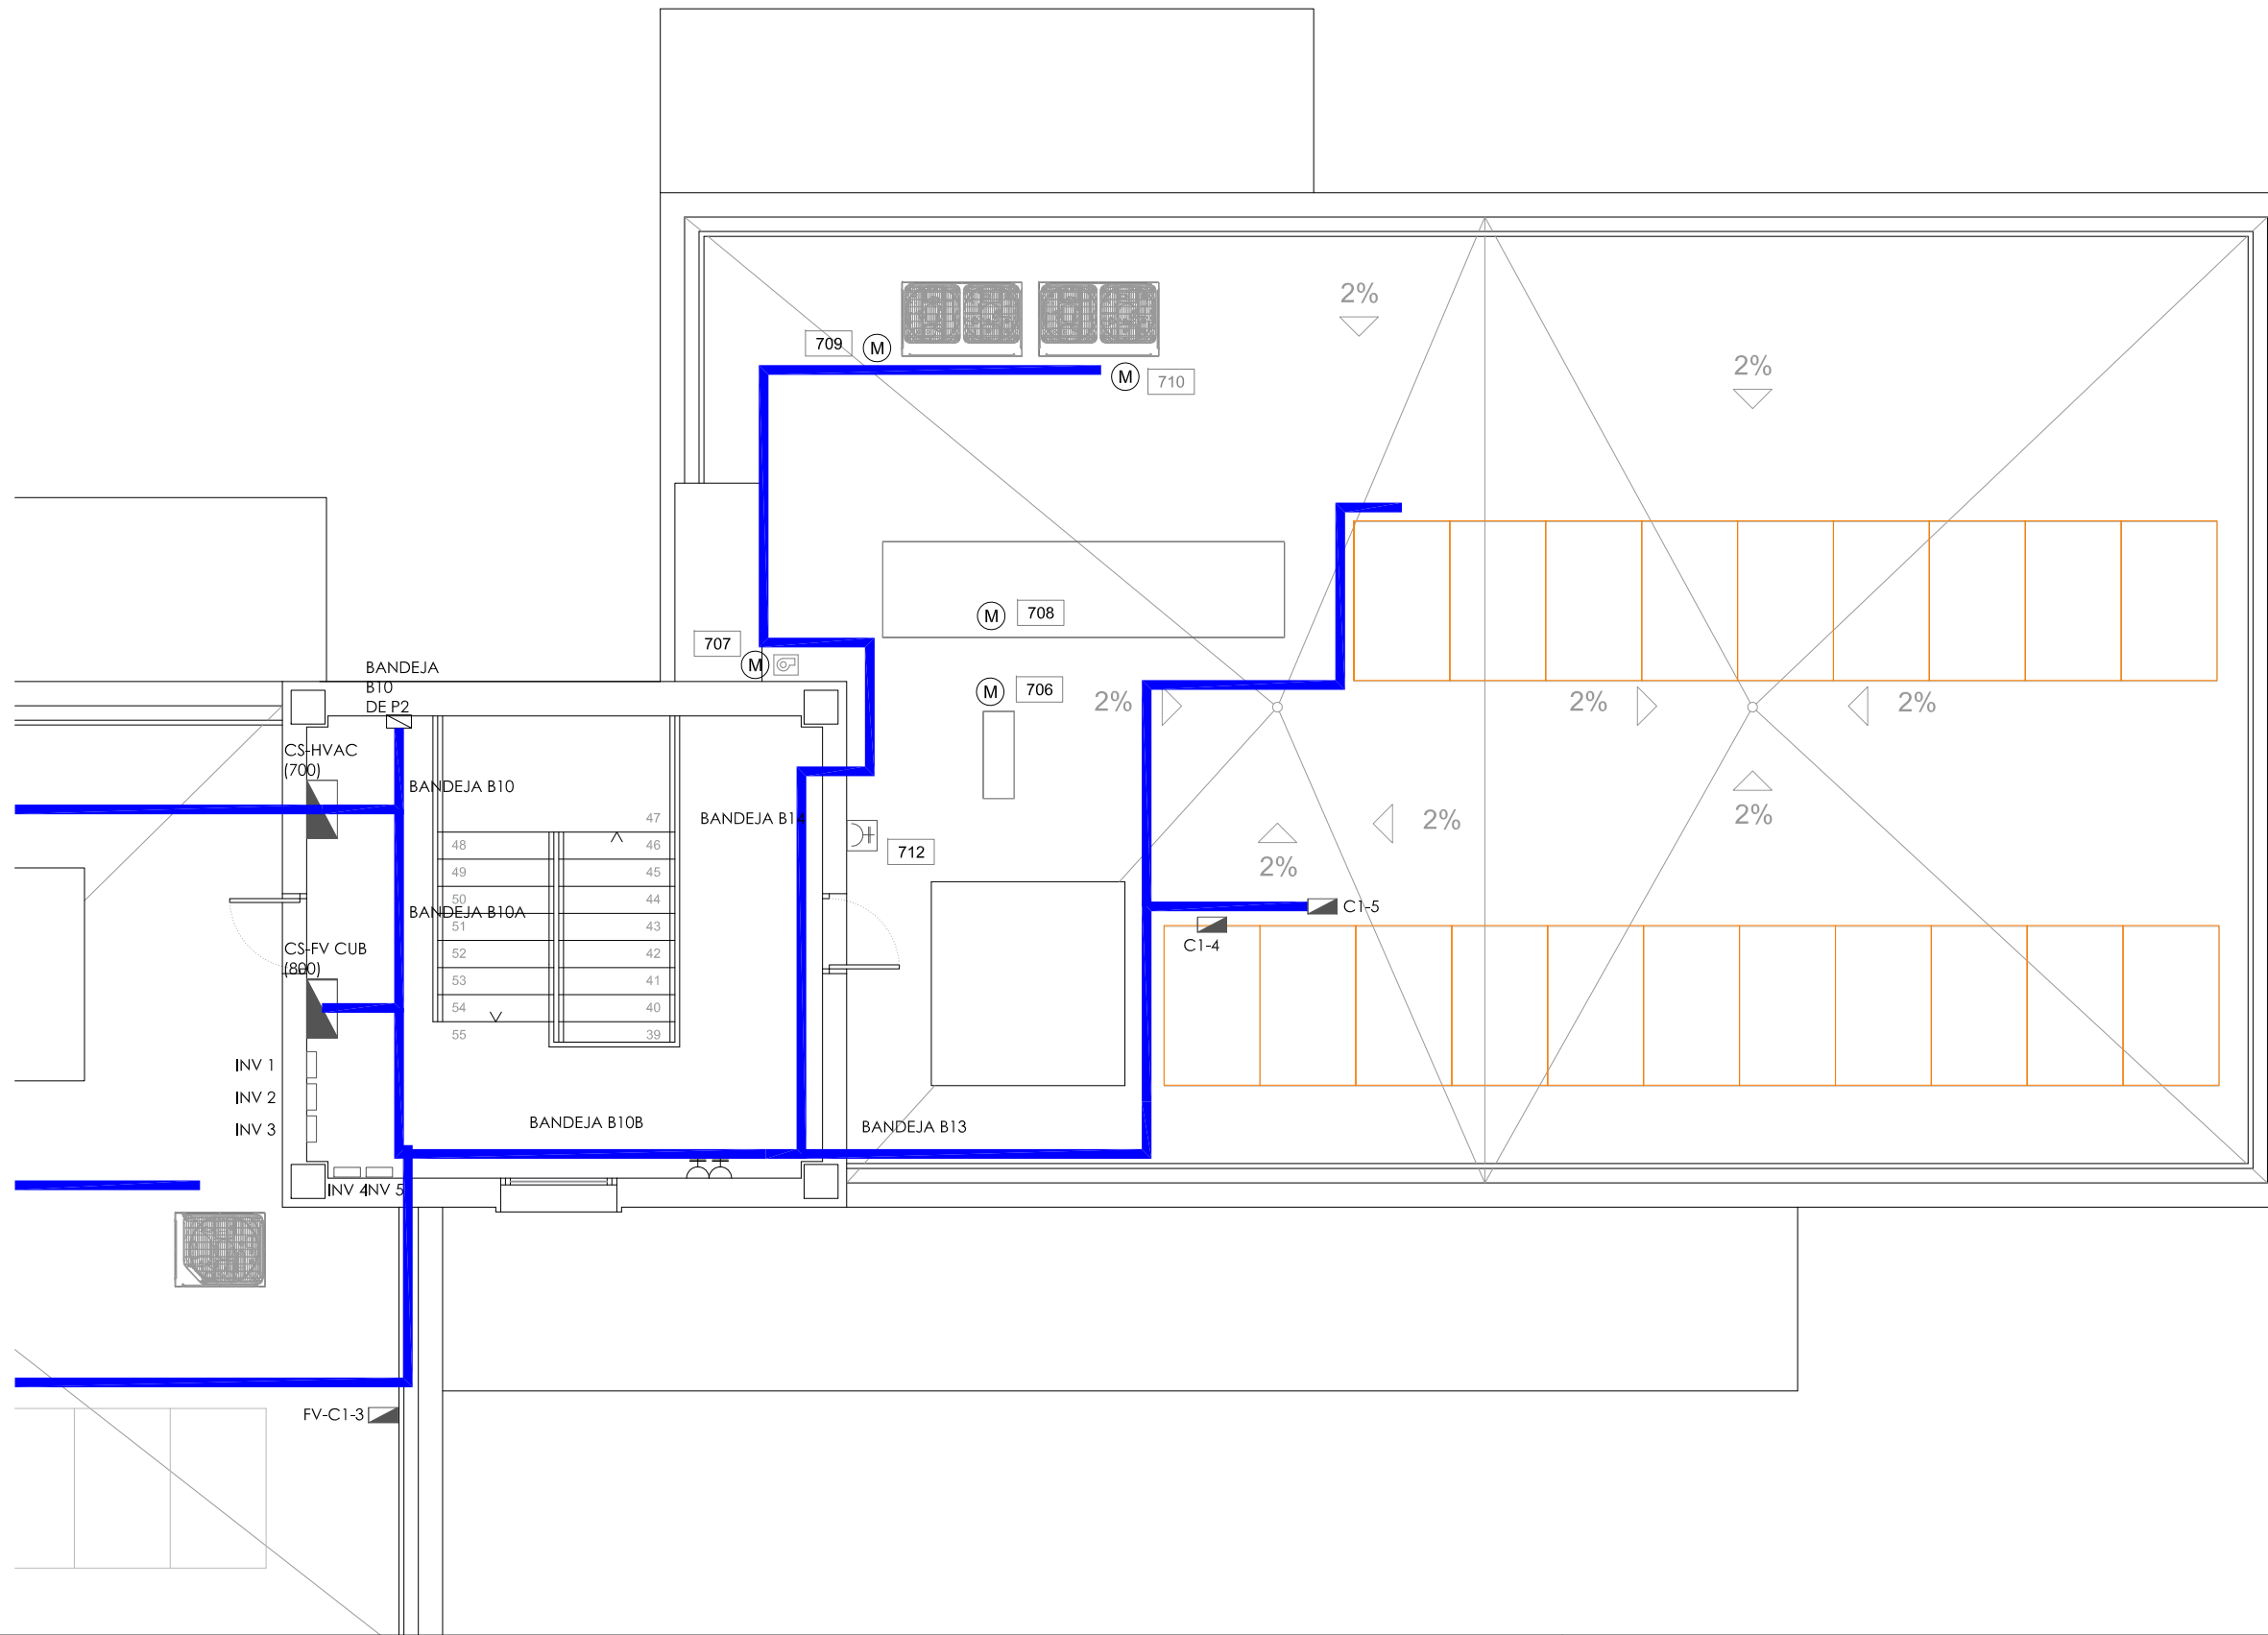 2%
709
M
M
710
2%
M
708
707
M
BANDEJA
B10
DE P2
M
706
2%
2%
2%
CS-HVAC
(700)
BANDEJA B10
BANDEJA B14
47
48
46
2%
2%
712
49
45
2%
50
44
BANDEJA B10A
C1-5
51
43
C1-4
CS-FV CUB
(800)
52
42
53
41
54
40
55
39
INV 1
INV 2
INV 3
BANDEJA B10B
BANDEJA B13
INV 4
INV 5
FV-C1-3